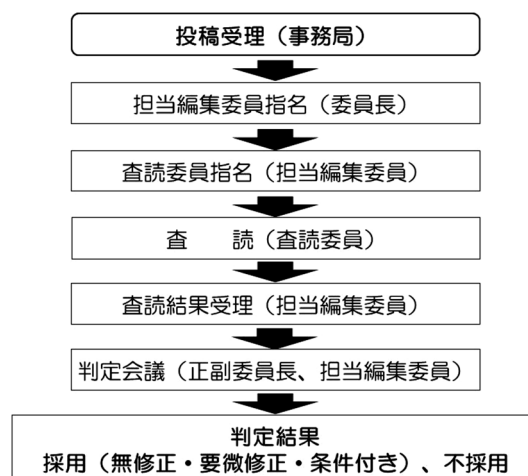 投稿受理（事務局）
担当編集委員指名（委員長）
査読委員指名（担当編集委員）
査　　読（査読委員）
査読結果受理（担当編集委員）
判定会議（正副委員長、担当編集委員）
判定結果
採用（無修正・要微修正・条件付き）、不採用